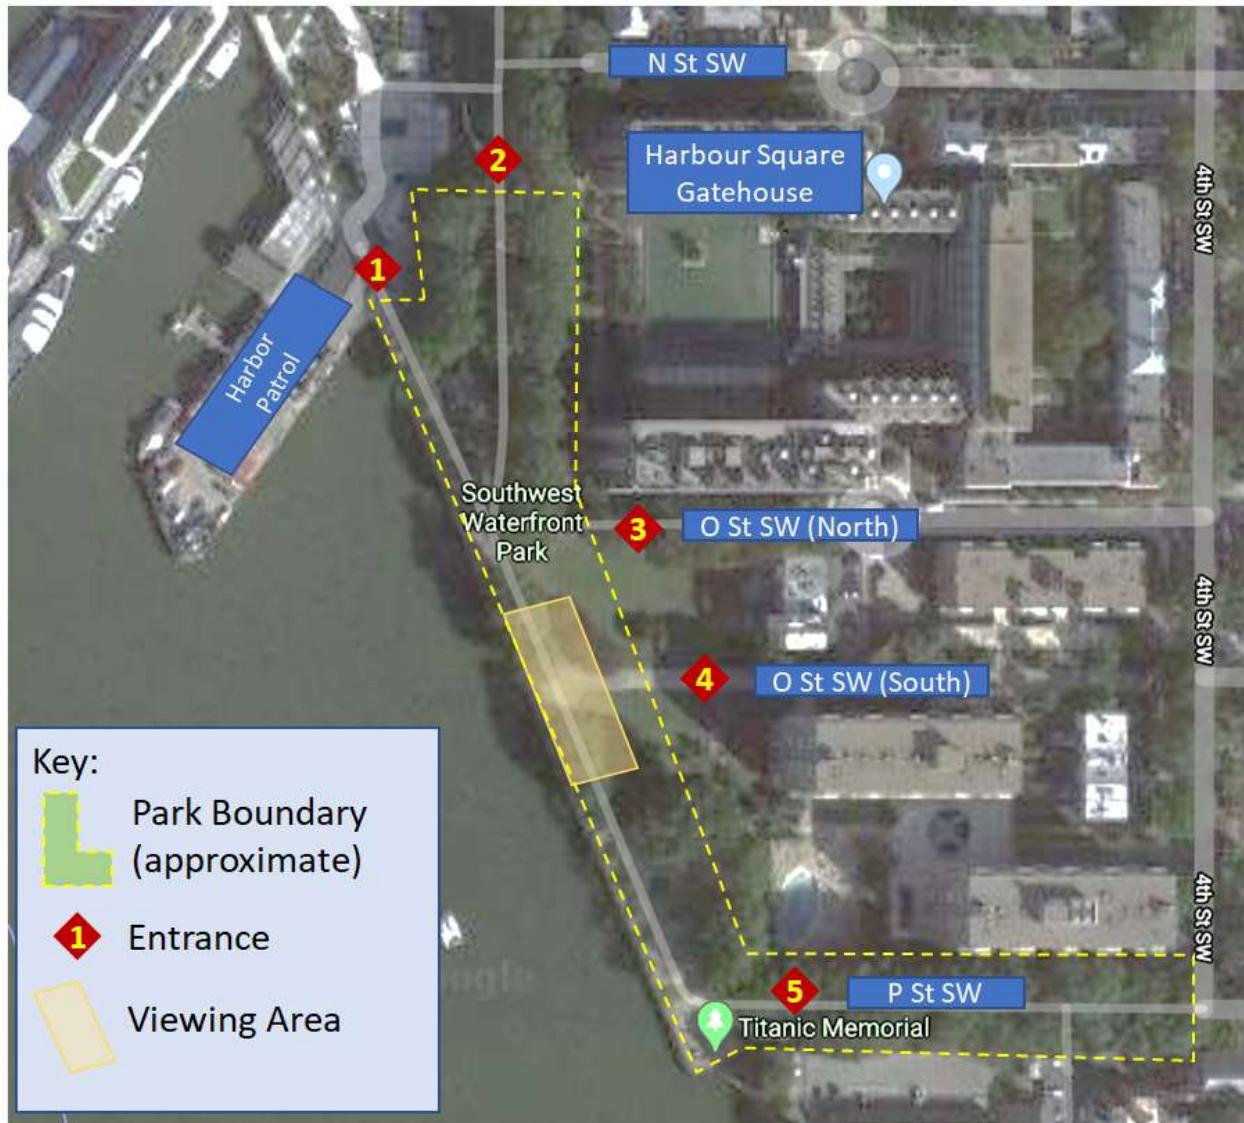 N St SW
2
Harbour Square
Gatehouse
4th St SW
1
Harbor
Patrol
Southwest
Waterfront
Park
3
O St SW (North)
4th St SW
4
O St SW (South)
Key:
Park Boundary
(approximate)
1
Entrance
Viewing Area
4th St SW
5
P St SW
Titanic Memorial